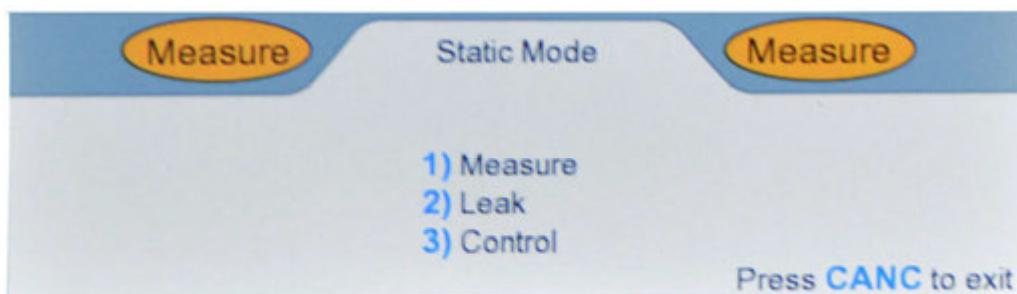 Measure Static Mode Measure
1) Measure
2) Leak
3) Control
Press CANC to exit